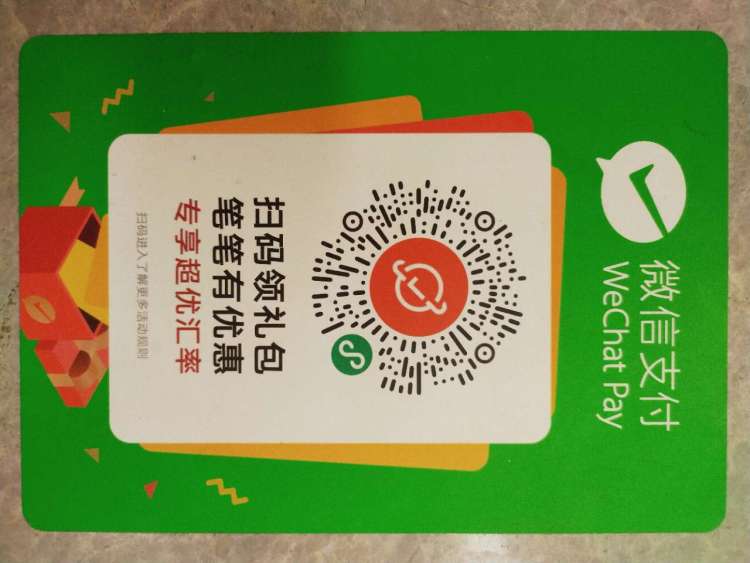 微信支付
WeChat Pay
扫码领礼包
笔笔有优惠
专享超优汇率
扫码进入了解更多活动规则